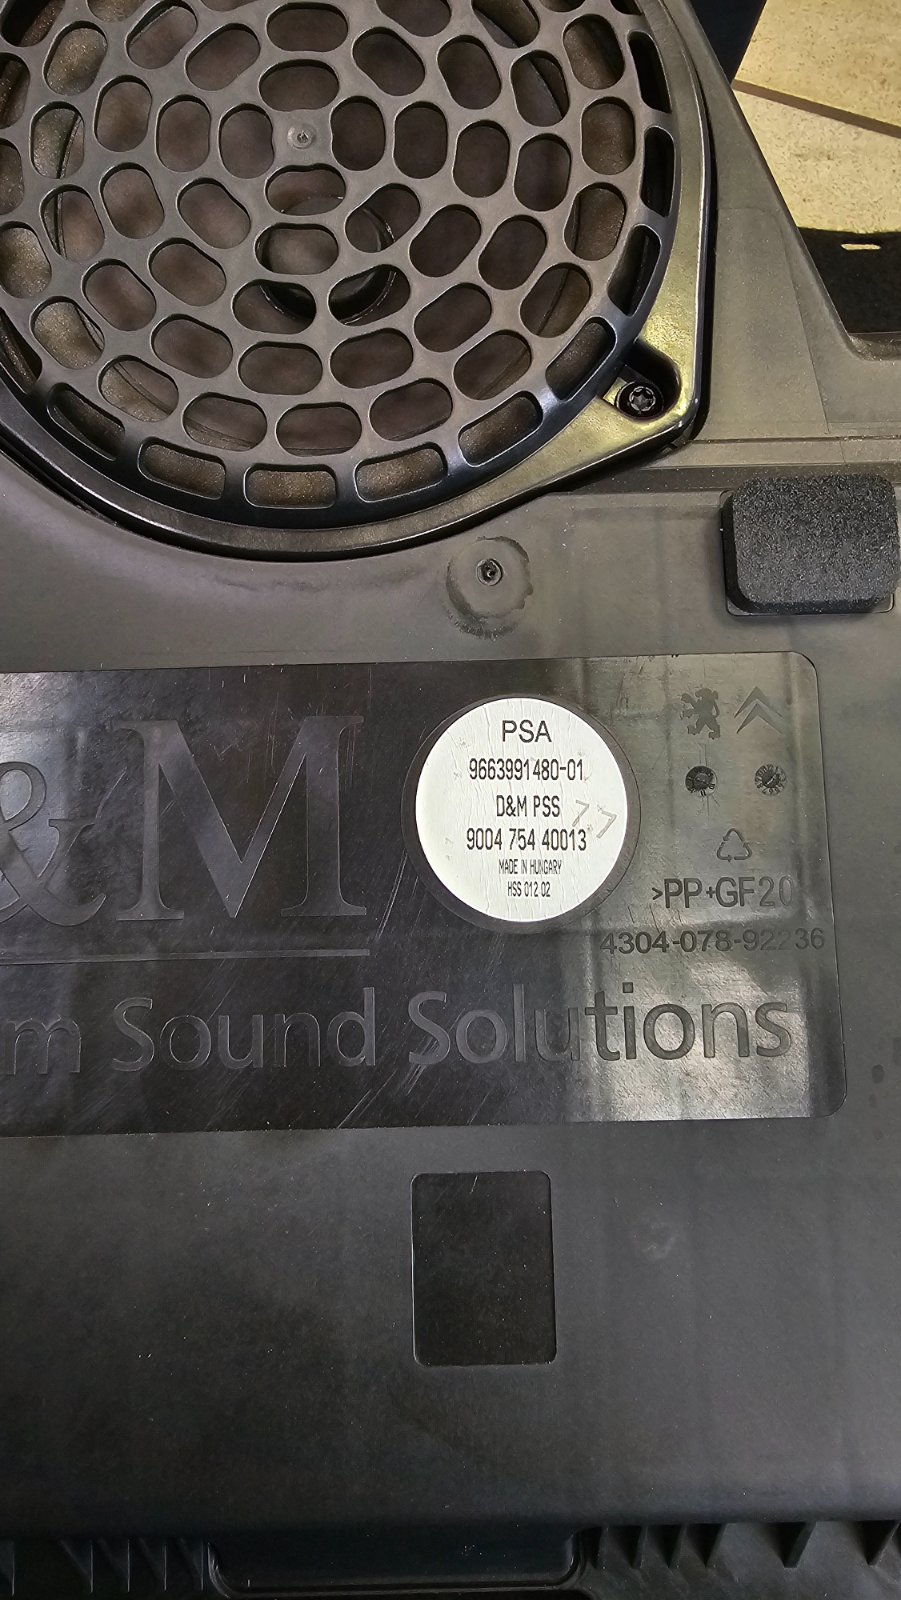 PSA
9663991480-01
D&M PSS
77
9004 754 40013
MADE IN HUNGARY
HSS 012 02
&M
m Sound Solutions
>PP+GF20
4304-078-92236